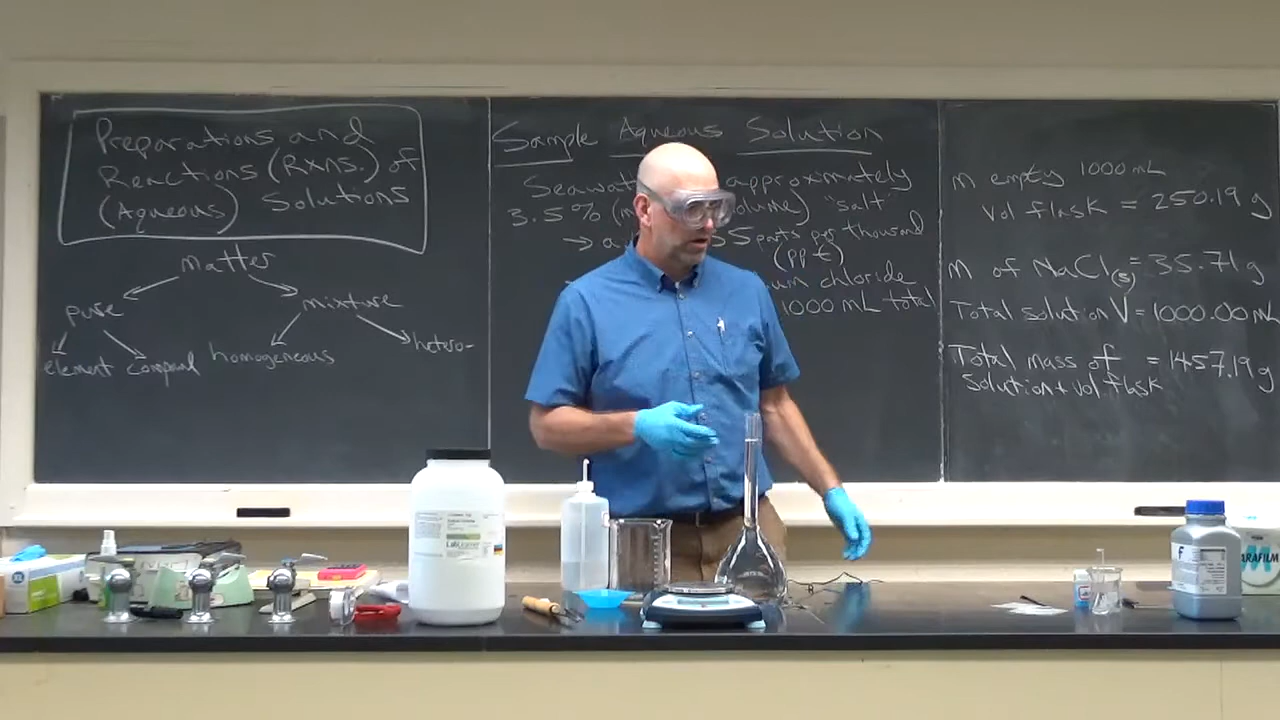 Preparations and
Reactions (Rxns.) of
(Aqueous) Solutions
matter
pure
mixture
element
homogeneous
hetero-
Sample Aqueous Solution
approximately
3.5% "salt"
→ parts per thousand
(ppt)
chloride
1000 mL total
m empty 1000 mL
vol flask = 250.19 g
m of NaCl(s) = 35.71 g
Total solution V = 1000.00 mL
Total mass of = 1457.19 g
solution + vol flask
ARAFILM